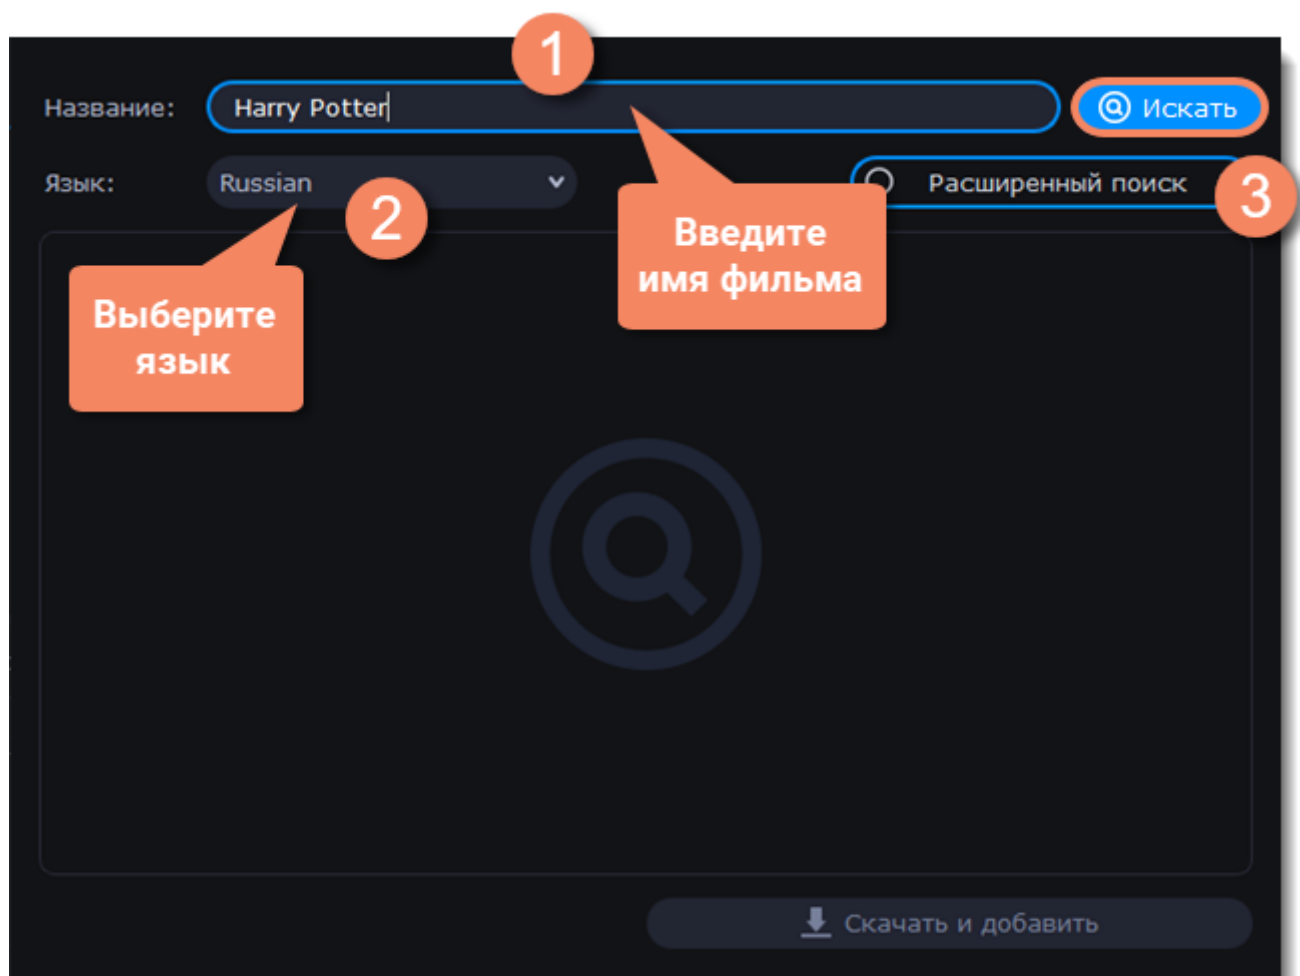 1
Название: Harry Potter Искать
Язык: Russian Расширенный поиск
2
3
Введите
имя фильма
Выберите
язык
Скачать и добавить